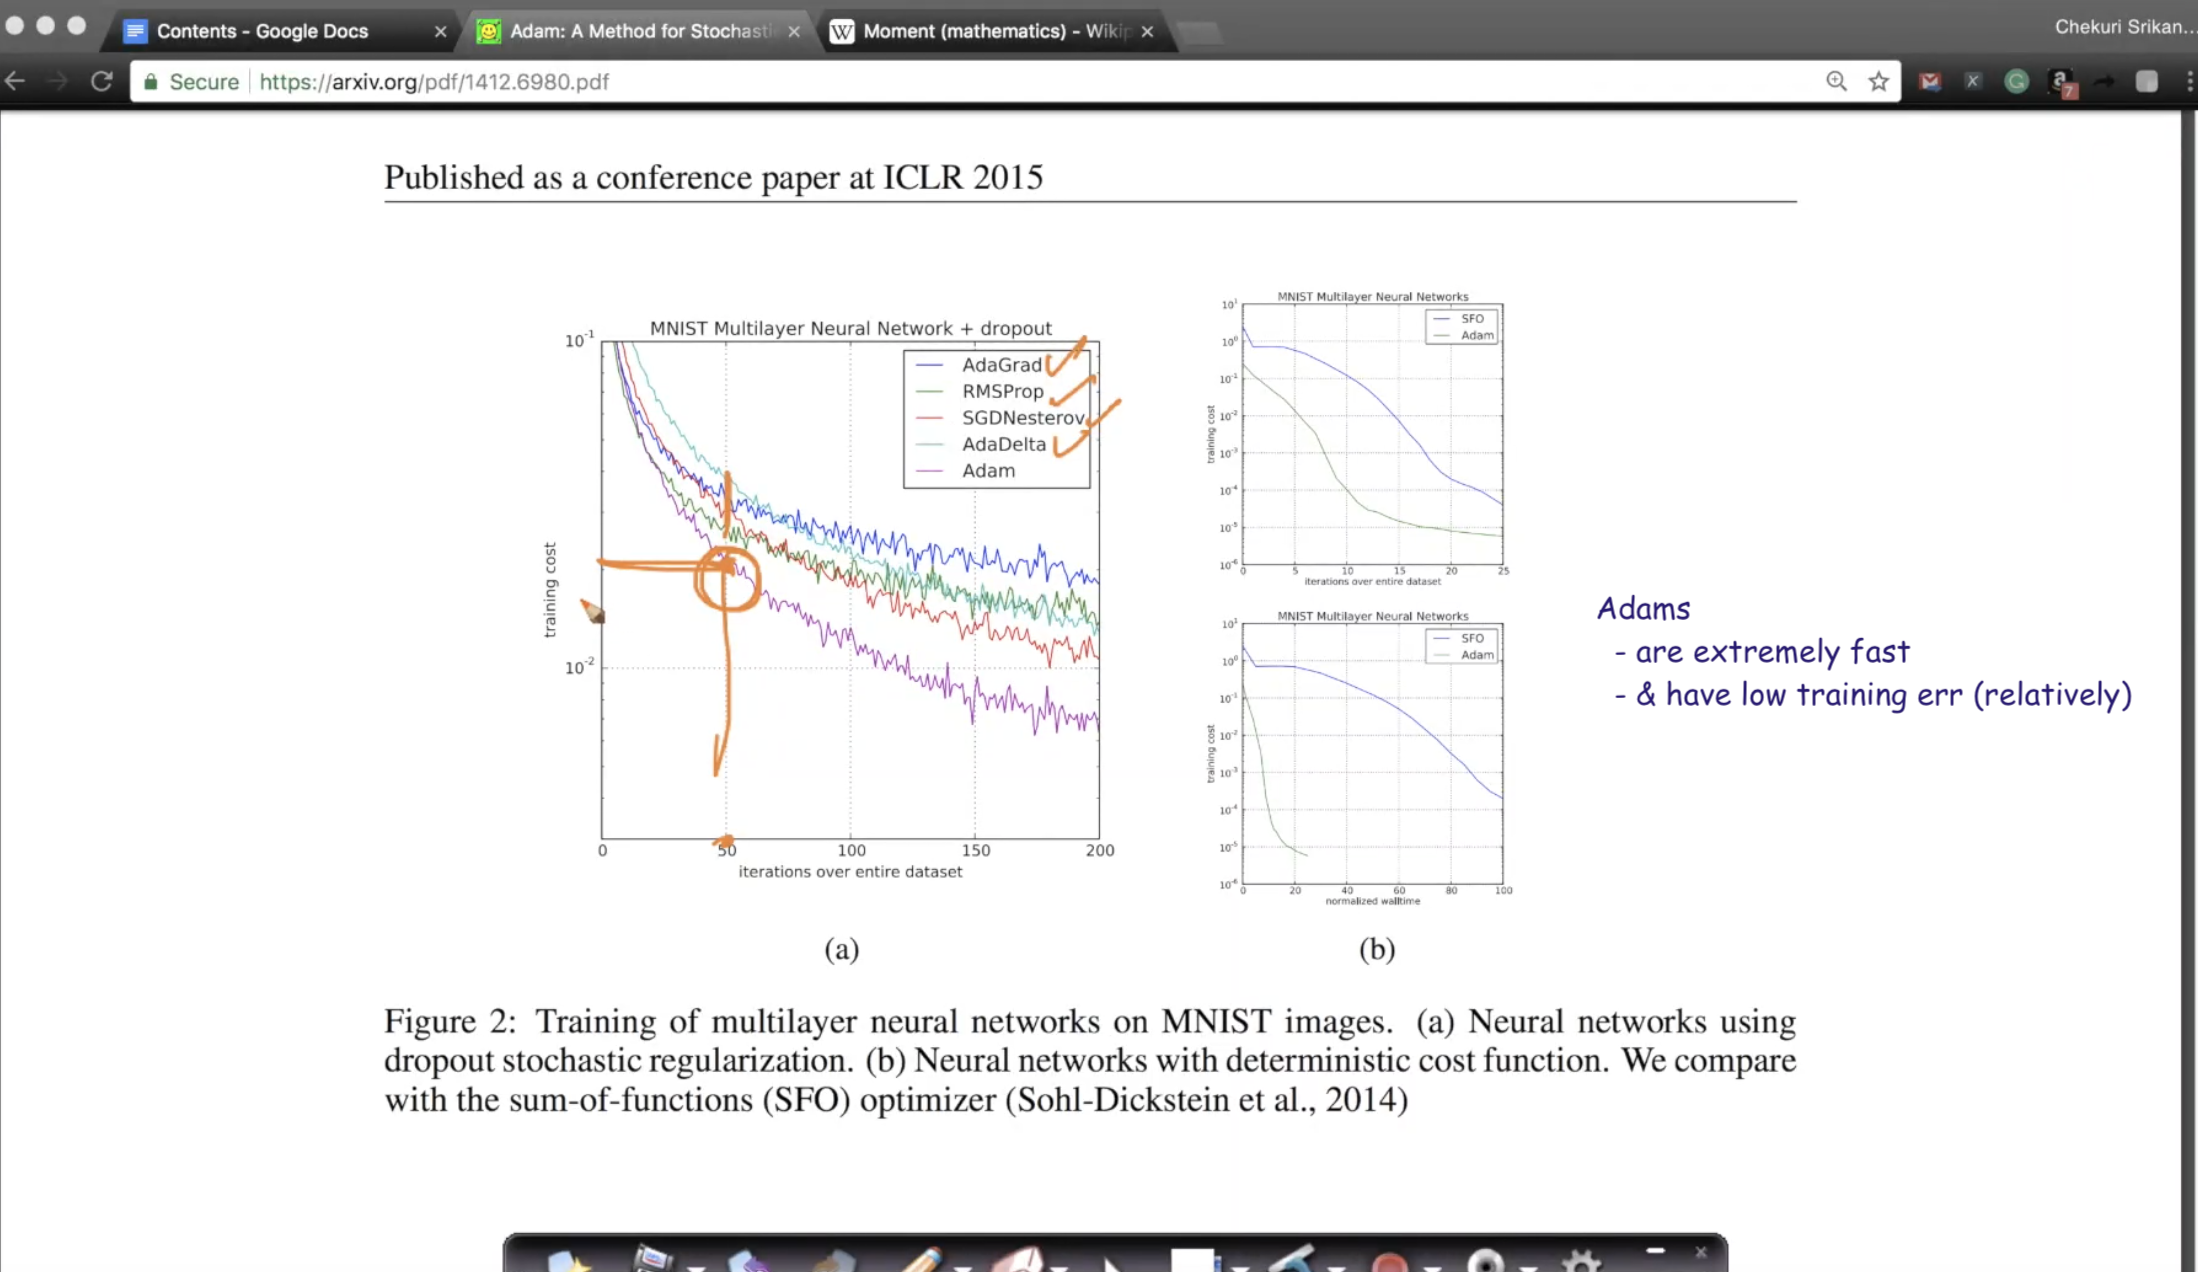 Contents - Google Docs
Adam: A Method for Stochasti
Moment (mathematics) - Wikip
Chekuri Srikan...
Secure
https://arxiv.org/pdf/1412.6980.pdf
7
Published as a conference paper at ICLR 2015
MNIST Multilayer Neural Network + dropout
10-1
10-2
training cost
AdaGrad
RMSProp
SGDNesterov
AdaDelta
Adam
0 50 100 150 200
iterations over entire dataset
(a)
MNIST Multilayer Neural Networks
SFO
Adam
10^1
10^0
10^-1
10^-2
10^-3
10^-4
10^-5
10^-6
training cost
0 5 10 15 20 25
iterations over entire dataset
MNIST Multilayer Neural Networks
SFO
Adam
10^1
10^0
10^-1
10^-2
10^-3
10^-4
10^-5
10^-6
training cost
0 20 40 60 80 100
normalized walltime
(b)
Adams
- are extremely fast
- & have low training err (relatively)
Figure 2: Training of multilayer neural networks on MNIST images. (a) Neural networks using
dropout stochastic regularization. (b) Neural networks with deterministic cost function. We compare
with the sum-of-functions (SFO) optimizer (Sohl-Dickstein et al., 2014)